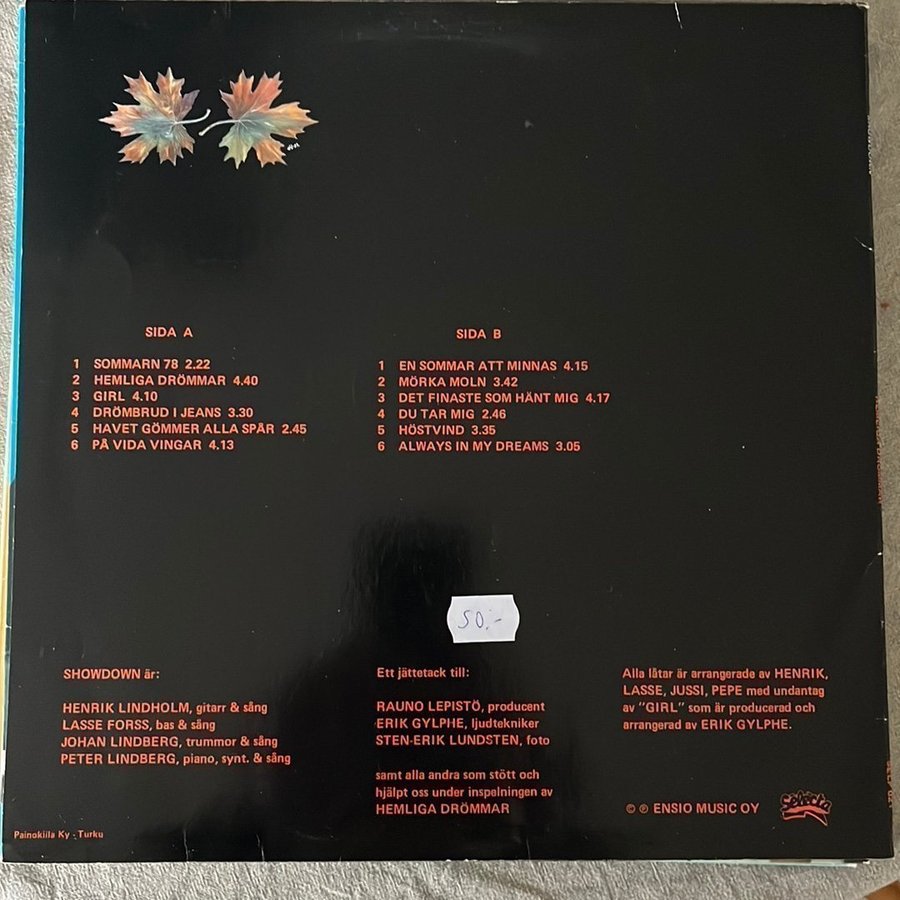 SIDA A
1 SOMMARN 78 2.22
2 HEMLIGA DRÖMMAR 4.40
3 GIRL 4.10
4 DRÖMBRUD I JEANS 3.30
5 HAVET GÖMMER ALLA SPÅR 2.45
6 PÅ VIDA VINGAR 4.13
SIDA B
1 EN SOMMAR ATT MINNAS 4.15
2 MÖRKA MOLN 3.42
3 DET FINASTE SOM HÄNT MIG 4.17
4 DU TAR MIG 2.46
5 HÖSTVIND 3.35
6 ALWAYS IN MY DREAMS 3.05
50:-
SHOWDOWN är:
HENRIK LINDHOLM, gitarr & sång
LASSE FORSS, bas & sång
JOHAN LINDBERG, trummor & sång
PETER LINDBERG, piano, synt. & sång
Ett jättetack till:
RAUNO LEPISTÖ, producent
ERIK GYLPHE, ljudtekniker
STEN-ERIK LUNDSTEN, foto
samt alla andra som stött och
hjälpt oss under inspelningen av
HEMLIGA DRÖMMAR
Alla låtar är arrangerade av HENRIK,
LASSE, JUSSI, PEPE med undantag
av "GIRL" som är producerad och
arrangerad av ERIK GYLPHE.
© ℗ ENSIO MUSIC OY
Selecta
Painokiila Ky - Turku